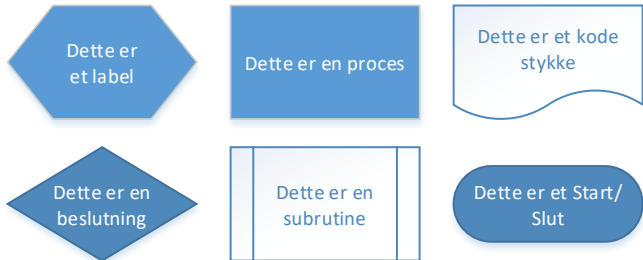 Dette er
et label
Dette er en proces
Dette er et kode
stykke
Dette er en
beslutning
Dette er en
subrutine
Dette er et Start/
Slut